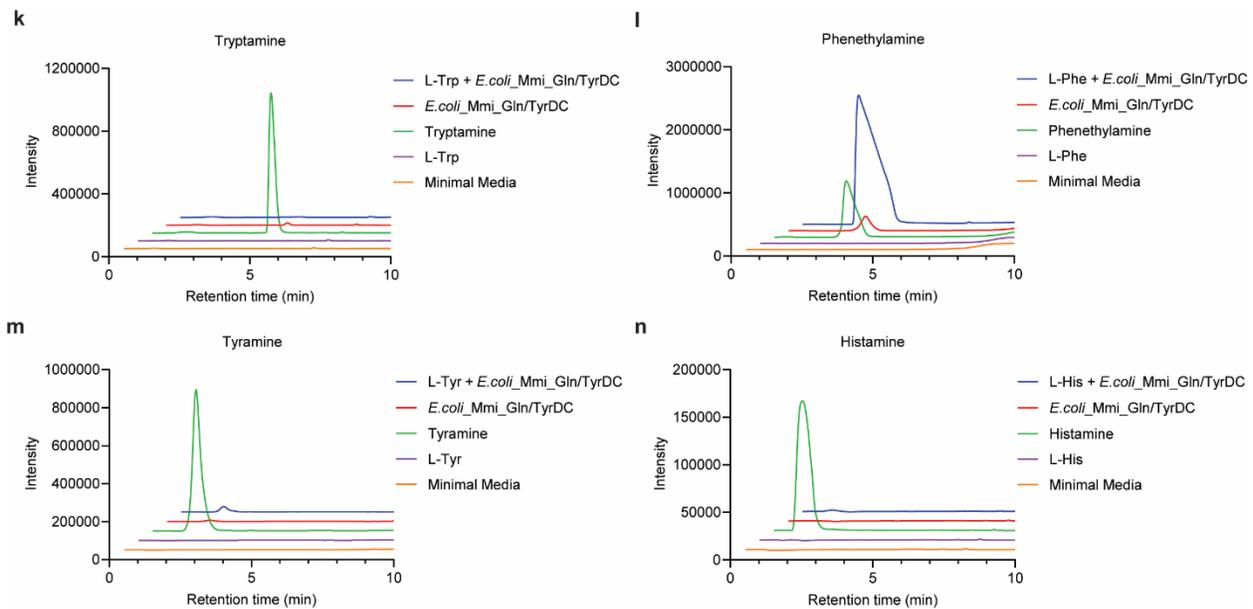 k
Tryptamine
1200000
800000
400000
0
Intensity
0
5
10
Retention time (min)
L-Trp + E.coli_Mmi_Gln/TyrDC
E.coli_Mmi_Gln/TyrDC
Tryptamine
L-Trp
Minimal Media
l
Phenethylamine
3000000
2000000
1000000
0
Intensity
0
5
10
Retention time (min)
L-Phe + E.coli_Mmi_Gln/TyrDC
E.coli_Mmi_Gln/TyrDC
Phenethylamine
L-Phe
Minimal Media
m
Tyramine
1000000
800000
600000
400000
200000
0
Intensity
0
5
10
Retention time (min)
L-Tyr + E.coli_Mmi_Gln/TyrDC
E.coli_Mmi_Gln/TyrDC
Tyramine
L-Tyr
Minimal Media
n
Histamine
200000
150000
100000
50000
0
Intensity
0
5
10
Retention time (min)
L-His + E.coli_Mmi_Gln/TyrDC
E.coli_Mmi_Gln/TyrDC
Histamine
L-His
Minimal Media